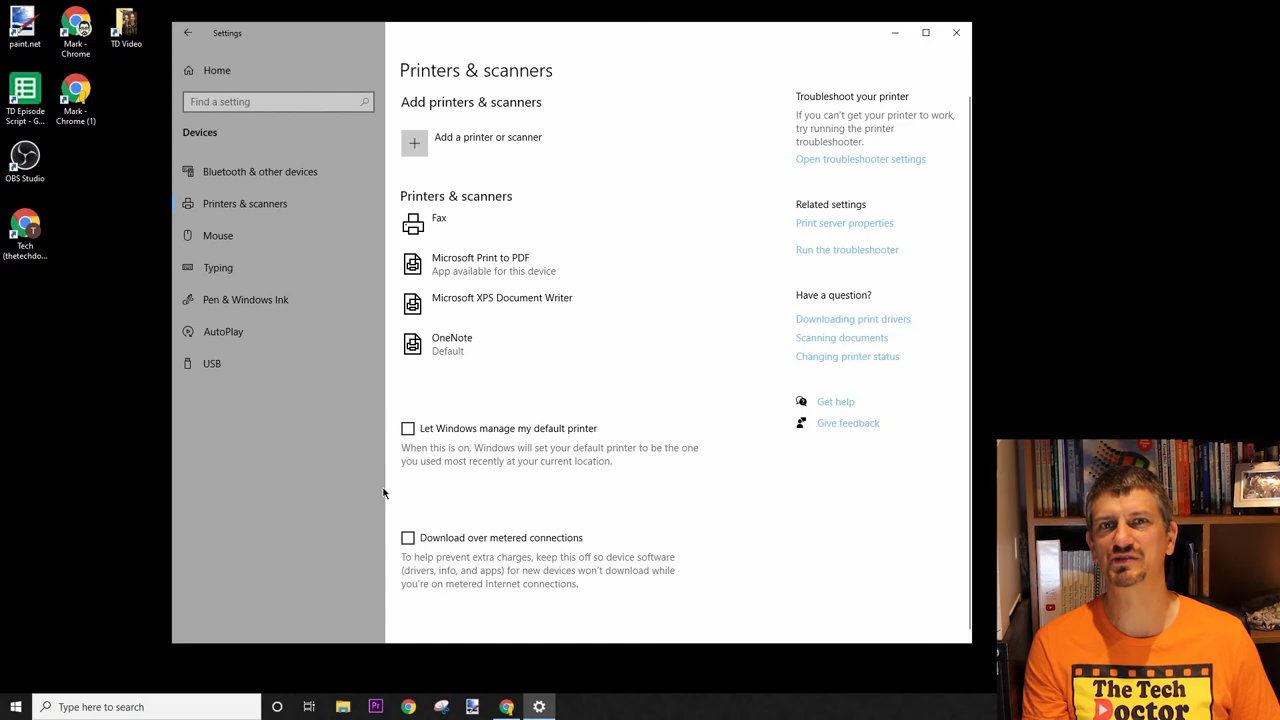 paint.net
Mark -
Chrome
TD Video
TD Episode
Script - G...
Mark -
Chrome (1)
OBS Studio
Tech
(thetechdo...
Settings
Home
Find a setting
Devices
Bluetooth & other devices
Printers & scanners
Mouse
Typing
Pen & Windows Ink
AutoPlay
USB
Printers & scanners
Add printers & scanners
Add a printer or scanner
Printers & scanners
Fax
Microsoft Print to PDF
App available for this device
Microsoft XPS Document Writer
OneNote
Default
Let Windows manage my default printer
When this is on, Windows will set your default printer to be the one
you used most recently at your current location.
Download over metered connections
To help prevent extra charges, keep this off so device software
(drivers, info, and apps) for new devices won't download while
you're on metered Internet connections.
Troubleshoot your printer
If you can't get your printer to work,
try running the printer
troubleshooter.
Open troubleshooter settings
Related settings
Print server properties
Run the troubleshooter
Have a question?
Downloading print drivers
Scanning documents
Changing printer status
Get help
Give feedback
The Tech
Doctor
Type here to search
Pr
T